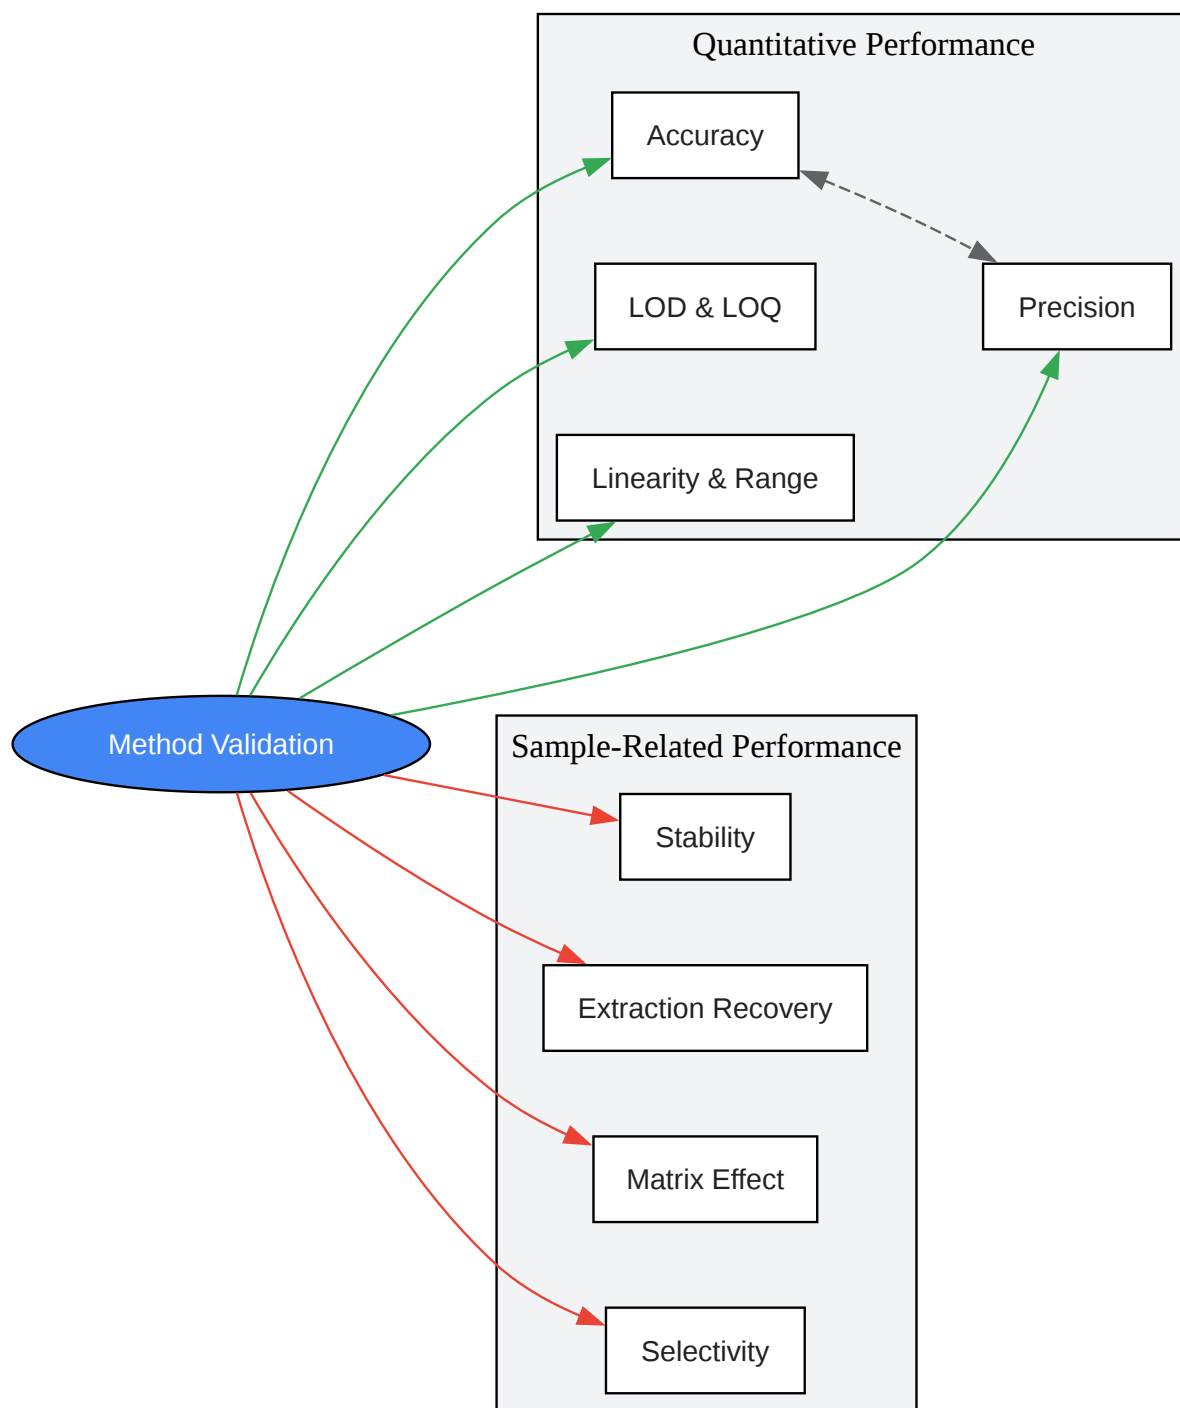 Quantitative Performance
Accuracy
LOD & LOQ
Precision
Linearity & Range
Method Validation
Sample-Related Performance
Stability
Extraction Recovery
Matrix Effect
Selectivity